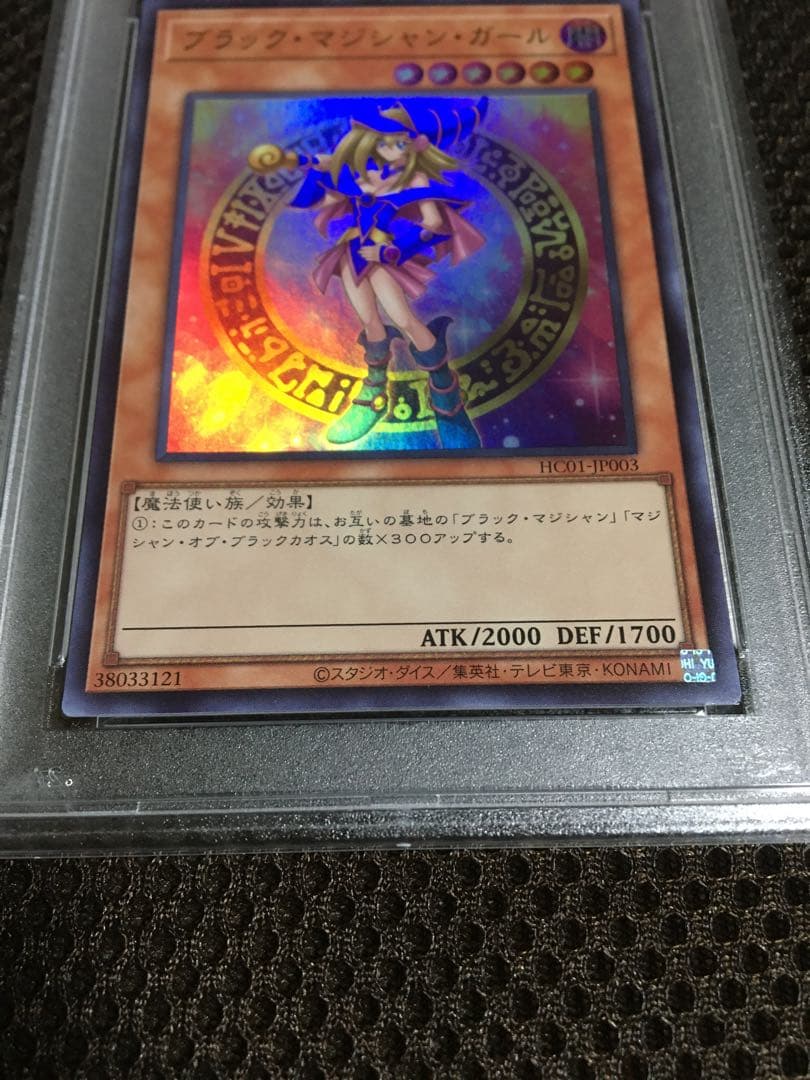 ブラック・マジシャン・ガール
闇
HC01-JP003
【魔法使い族/効果】
①:このカードの攻撃力は、お互いの墓地の「ブラック・マジシャン」「マジ
シャン・オブ・ブラックカオス」の数×300アップする。
ATK/2000 DEF/1700
38033121
©スタジオ・ダイス/集英社・テレビ東京・KONAMI